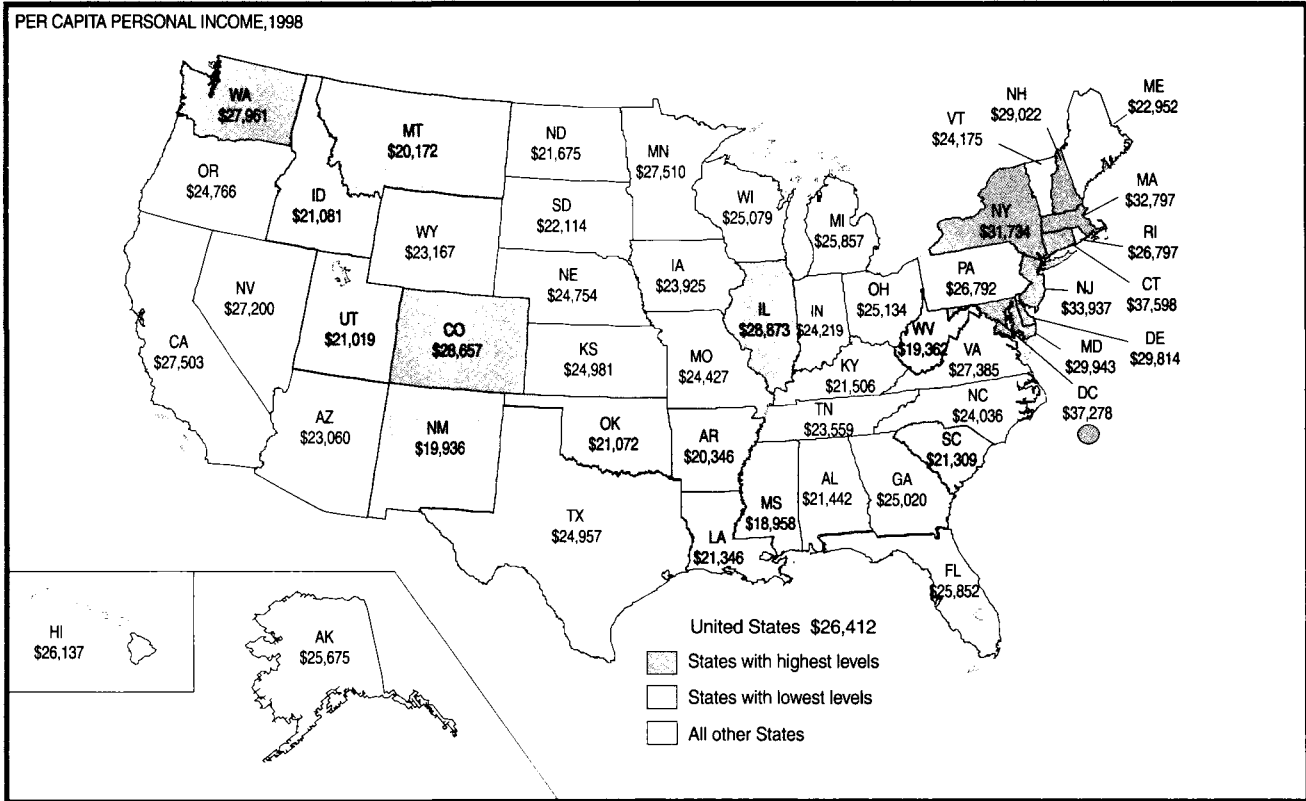 PER CAPITA PERSONAL INCOME, 1998
WA
$27,961
MT
$20,172
ND
$21,675
MN
$27,510
VT
$24,175
NH
$29,022
ME
$22,952
OR
$24,766
ID
$21,081
WY
$23,167
SD
$22,114
WI
$25,079
MI
$25,857
NY
$31,734
MA
$32,797
RI
$26,797
CT
$37,598
NJ
$33,937
PA
$26,792
DE
$29,814
MD
$29,943
DC
$37,278
NV
$27,200
UT
$21,019
CO
$28,657
NE
$24,754
IA
$23,925
IL
$28,873
IN
$24,219
OH
$25,134
WV
$19,362
VA
$27,385
CA
$27,503
KS
$24,981
MO
$24,427
KY
$21,506
NC
$24,036
TN
$23,559
AZ
$23,060
NM
$19,936
OK
$21,072
AR
$20,346
SC
$21,309
MS
$18,958
AL
$21,442
GA
$25,020
TX
$24,957
LA
$21,346
FL
$25,852
HI
$26,137
AK
$25,675
United States $26,412
States with highest levels
States with lowest levels
All other States